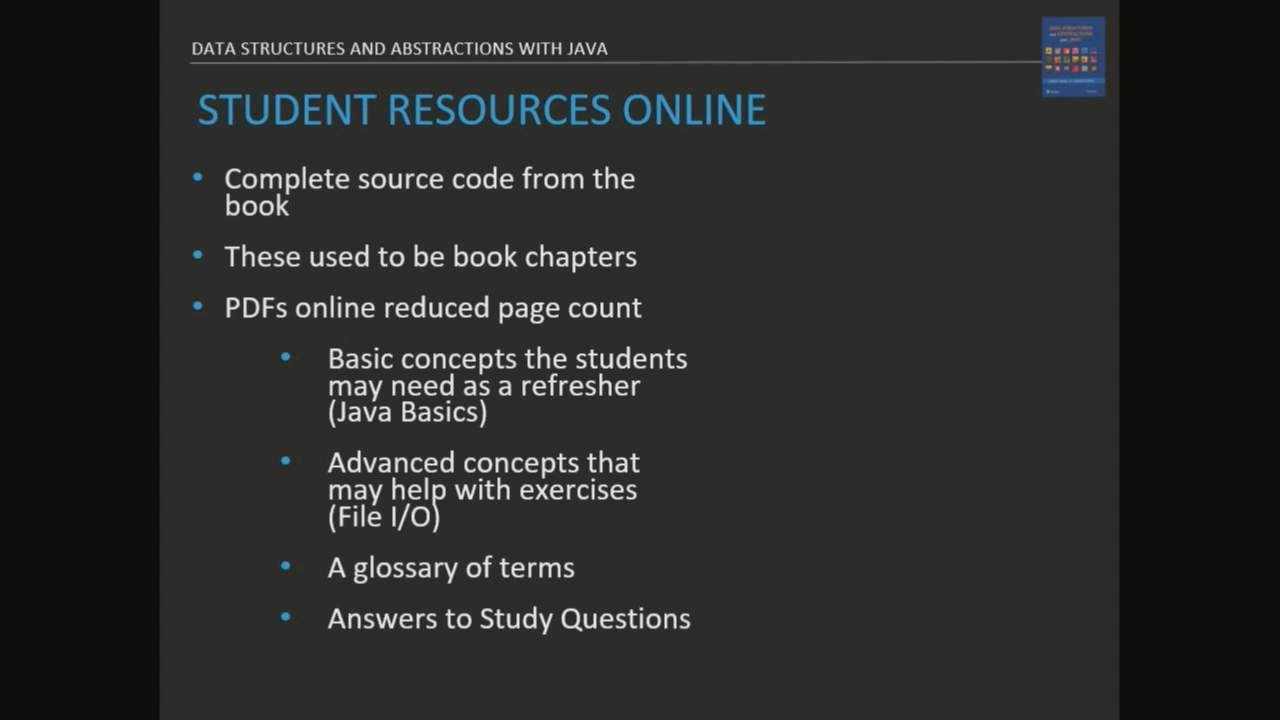 DATA STRUCTURES AND ABSTRACTIONS WITH JAVA
STUDENT RESOURCES ONLINE
• Complete source code from the
book
• These used to be book chapters
• PDFs online reduced page count
• Basic concepts the students
may need as a refresher
(Java Basics)
• Advanced concepts that
may help with exercises
(File I/O)
• A glossary of terms
• Answers to Study Questions